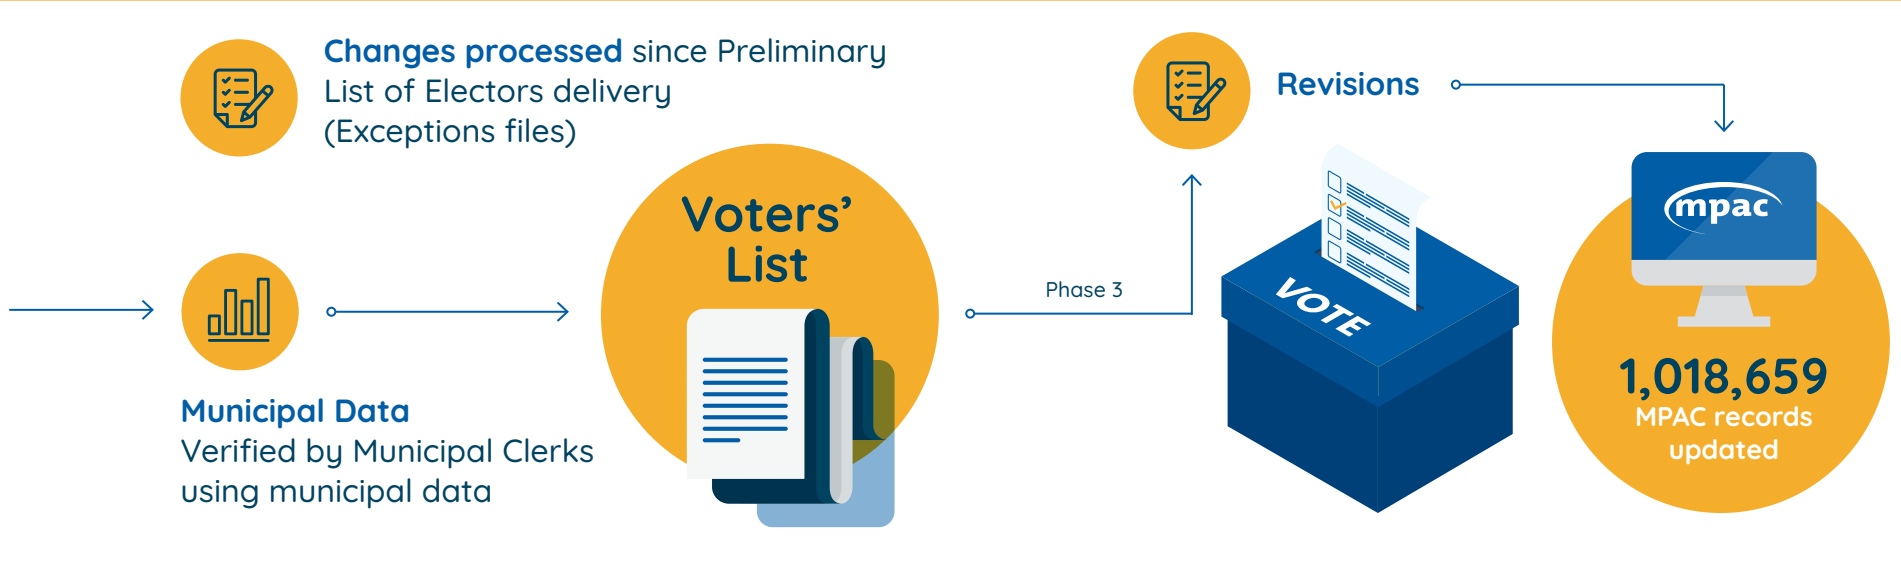 Changes processed since Preliminary
List of Electors delivery
(Exceptions files)
Municipal Data
Verified by Municipal Clerks
using municipal data
Voters’
List
Phase 3
Revisions
VOTE
mpac
1,018,659
MPAC records
updated